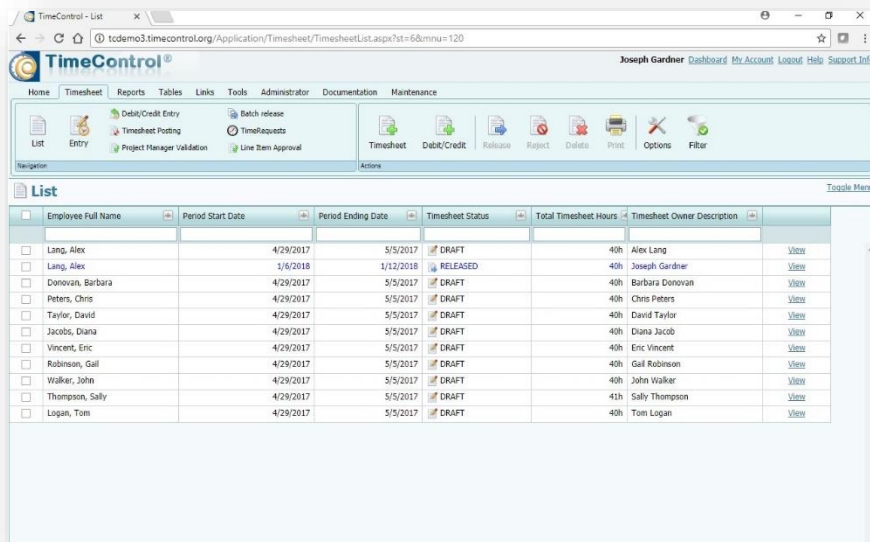 TimeControl - List
tcdemo3.timecontrol.org/Application/Timesheet/TimesheetList.aspx?st=6&mnu=120
TimeControl®
Joseph Gardner Dashboard My Account Logout Help Support Inf
Home Timesheet Reports Tables Links Tools Administrator Documentation Maintenance
List Entry Debit/Credit Entry Timesheet Posting Project Manager Validation Batch release TimeRequests Line Item Approval
Timesheet Debit/Credit Release Reject Delete Print Options Filter
Navigation Actions
List Toggle Men
Employee Full Name Period Start Date Period Ending Date Timesheet Status Total Timesheet Hours Timesheet Owner Description
Lang, Alex 4/29/2017 5/5/2017 DRAFT 40h Alex Lang View
Lang, Alex 1/6/2018 1/12/2018 RELEASED 40h Joseph Gardner View
Donovan, Barbara 4/29/2017 5/5/2017 DRAFT 40h Barbara Donovan View
Peters, Chris 4/29/2017 5/5/2017 DRAFT 40h Chris Peters View
Taylor, David 4/29/2017 5/5/2017 DRAFT 40h David Taylor View
Jacobs, Diana 4/29/2017 5/5/2017 DRAFT 40h Diana Jacob View
Vincent, Eric 4/29/2017 5/5/2017 DRAFT 40h Eric Vincent View
Robinson, Gail 4/29/2017 5/5/2017 DRAFT 40h Gail Robinson View
Walker, John 4/29/2017 5/5/2017 DRAFT 40h John Walker View
Thompson, Sally 4/29/2017 5/5/2017 DRAFT 41h Sally Thompson View
Logan, Tom 4/29/2017 5/5/2017 DRAFT 40h Tom Logan View